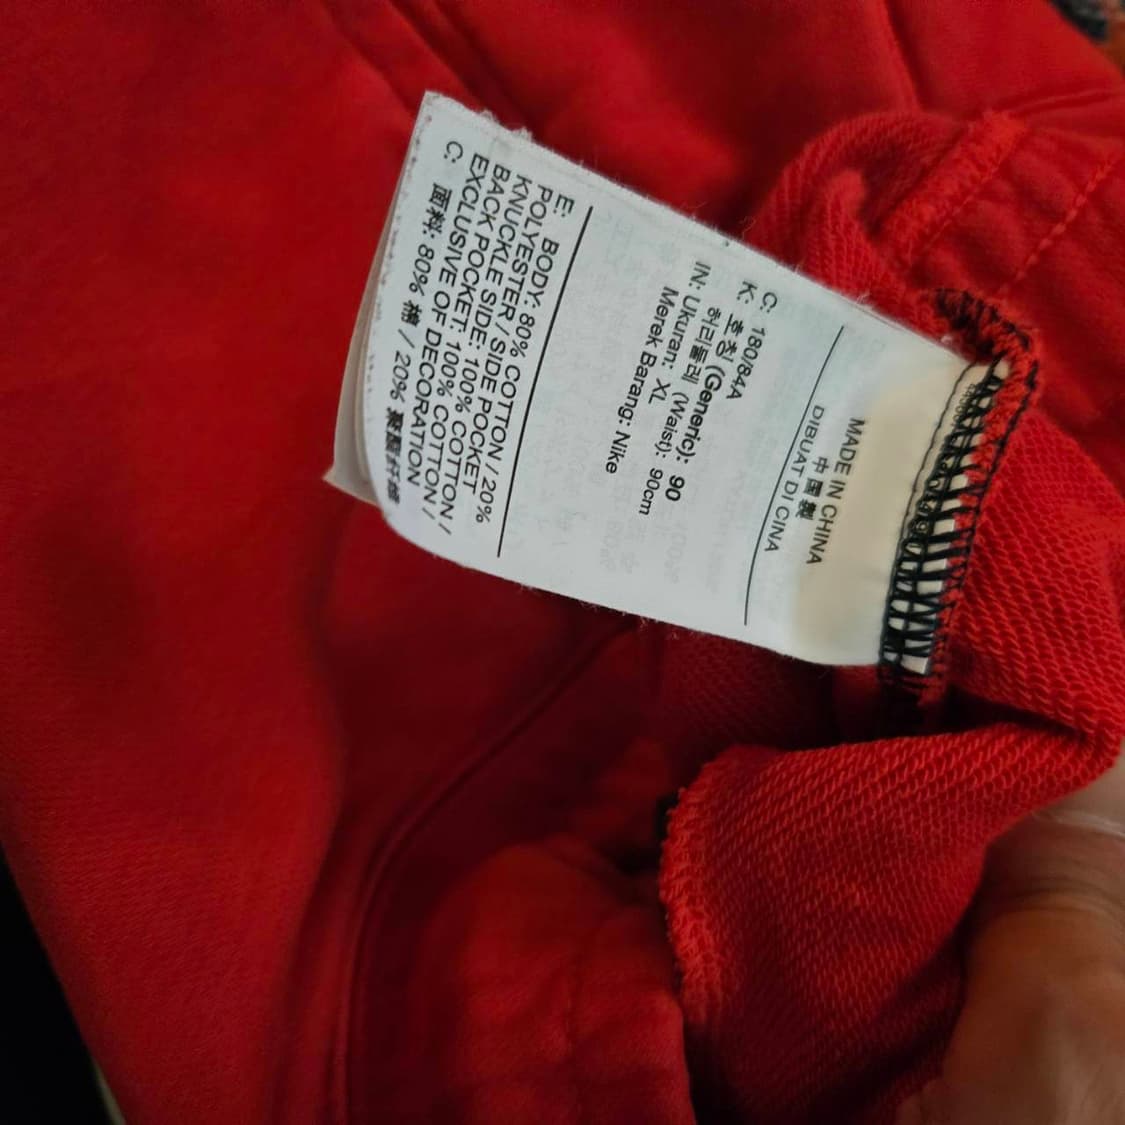 MADE IN CHINA
中國製
DIBUAT DI CINA
C: 180/84A
K: 호칭 (Generic): 90
허리둘레 (Waist): 90cm
IN: Ukuran: XL
Merek Barang: Nike
E: BODY: 80% COTTON / 20%
POLYESTER / SIDE POCKET
KNUCKLE SIDE: 100% COTTON /
BACK POCKET: 100% COTTON /
EXCLUSIVE OF DECORATION
C: 面料: 80% 棉 / 20% 聚酯纤维